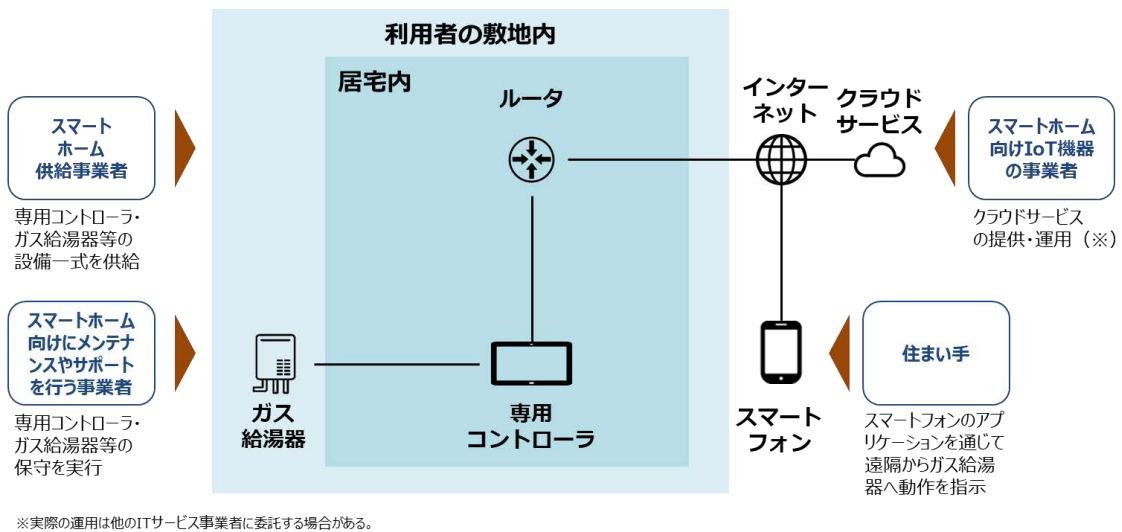 利用者の敷地内
居宅内
ルータ
インター
ネット
クラウド
サービス
スマート
ホーム
供給事業者
専用コントローラ・
ガス給湯器等の
設備一式を供給
スマートホーム
向けIoT機器
の事業者
クラウドサービス
の提供・運用（※）
スマートホーム
向けにメンテナ
ンスやサポート
を行う事業者
専用コントローラ・
ガス給湯器等の
保守を実行
ガス
給湯器
専用
コントローラ
スマート
フォン
住まい手
スマートフォンのアプ
リケーションを通じて
遠隔からガス給湯
器へ動作を指示
※実際の運用は他のITサービス事業者に委託する場合がある。